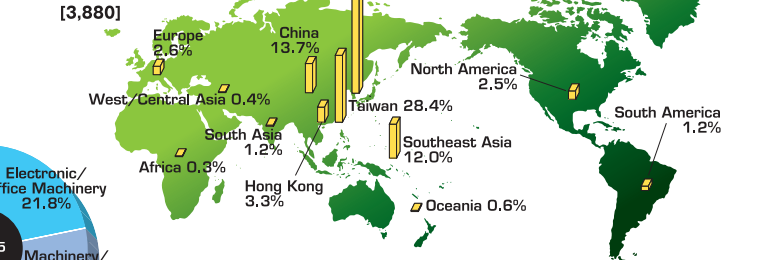 [3,880]
Europe
2.6%
China
13.7%
North America
2.5%
West/Central Asia 0.4%
Taiwan 28.4%
South America
1.2%
South Asia
1.2%
Southeast Asia
12.0%
Africa 0.3%
Hong Kong
3.3%
Oceania 0.6%
Electronic/
ffice Machinery
21.8%
5
Machinery/